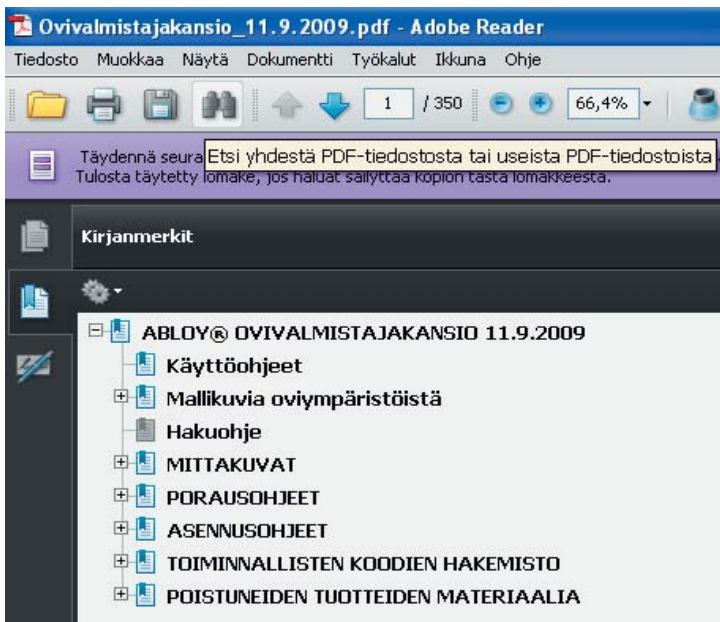 Ovivalmistajakansio_11.9.2009.pdf - Adobe Reader
Tiedosto Muokkaa Näytä Dokumentti Työkalut Ikkuna Ohje
1 / 350 66,4%
Täydennä seura
Etsi yhdestä PDF-tiedostosta tai useista PDF-tiedostoista
Tulosta täytetty lomake, jos haluat säilyttää kopion tästä lomakkeesta.
Kirjanmerkit
ABLOY® OVIVALMISTAJAKANSIO 11.9.2009
Käyttöohjeet
Mallikuvia oviympäristöistä
Hakuohje
MITTAKUVAT
PORAUSOHJEET
ASENNUSOHJEET
TOIMINNALLISTEN KOODIEN HAKEMISTO
POISTUNEIDEN TUOTTEIDEN MATERIAALIA